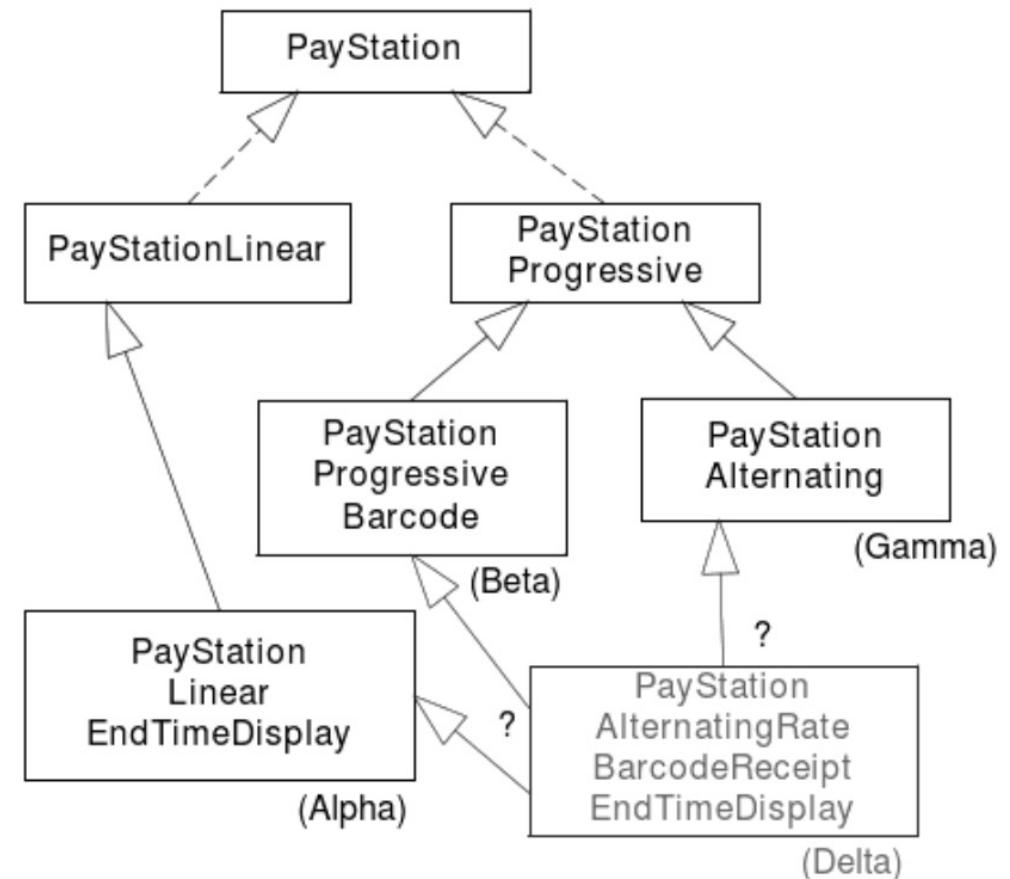 PayStation
PayStationLinear
PayStation
Progressive
PayStation
Progressive
Barcode
(Beta)
PayStation
Alternating
(Gamma)
PayStation
Linear
EndTimeDisplay
(Alpha)
?
?
PayStation
AlternatingRate
BarcodeReceipt
EndTimeDisplay
(Delta)